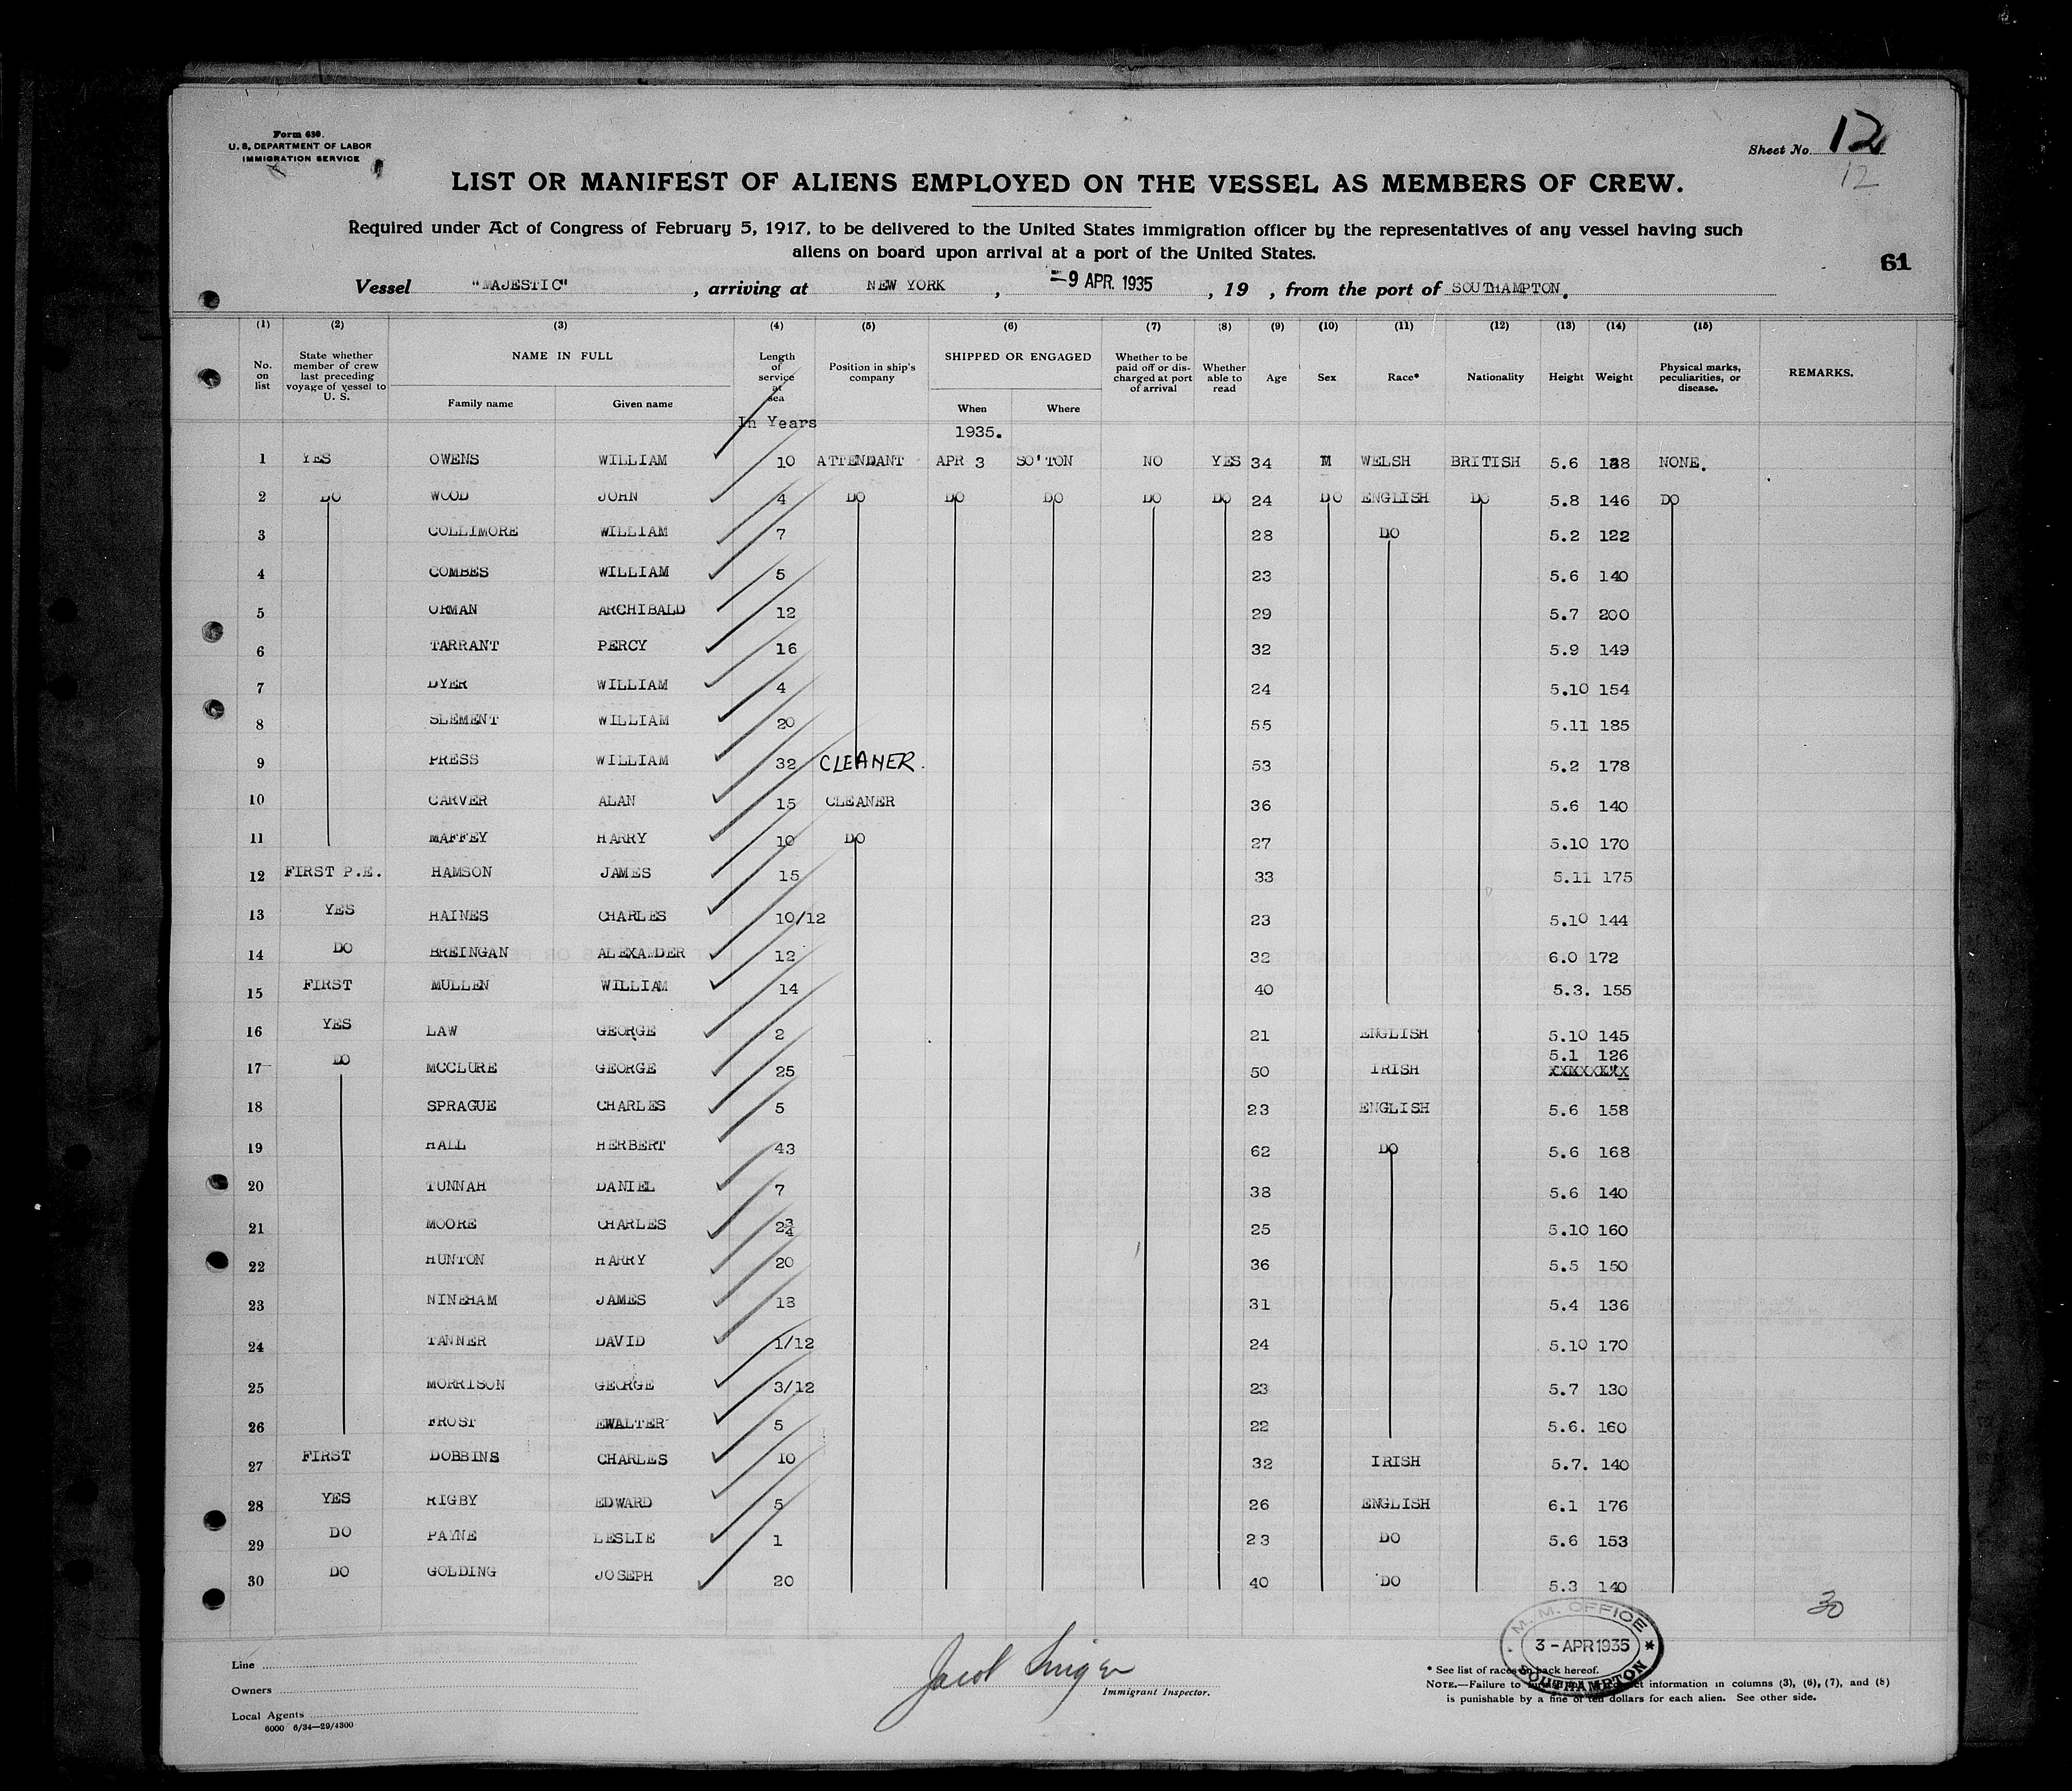 Form 630.
U. S. DEPARTMENT OF LABOR
IMMIGRATION SERVICE
Sheet No. 12
12
LIST OR MANIFEST OF ALIENS EMPLOYED ON THE VESSEL AS MEMBERS OF CREW.
Required under Act of Congress of February 5, 1917, to be delivered to the United States immigration officer by the representatives of any vessel having such
aliens on board upon arrival at a port of the United States.
61
Vessel "MAJESTIC", arriving at NEW YORK, -9 APR. 1935, 19 , from the port of SOUTHAMPTON.
(1) (2) (3) (4) (5) (6) (7) (8) (9) (10) (11) (12) (13) (14) (15)
No. on list State whether member of crew last preceding voyage of vessel to U. S. NAME IN FULL Family name Given name Length of service at sea Position in ship's company SHIPPED OR ENGAGED When Where Whether to be paid off or discharged at port of arrival Whether able to read Age Sex Race* Nationality Height Weight Physical marks, peculiarities, or disease. REMARKS.
In Years 1935.
1 YES OWENS WILLIAM 10 ATTENDANT APR 3 SO'TON NO YES 34 M WELSH BRITISH 5.6 138 NONE.
2 DO WOOD JOHN 4 DO DO DO DO DO 24 DO ENGLISH DO 5.8 146 DO
3 COLLIMORE WILLIAM 7 28 DO 5.2 122
4 COMBES WILLIAM 5 23 5.6 140
5 ORMAN ARCHIBALD 12 29 5.7 200
6 TARRANT PERCY 16 32 5.9 149
7 DYER WILLIAM 4 24 5.10 154
8 SLEMENT WILLIAM 20 55 5.11 185
9 PRESS WILLIAM 32 CLEANER. 53 5.2 178
10 CARVER ALAN 15 CLEANER 36 5.6 140
11 MAFFEY HARRY 10 DO 27 5.10 170
12 FIRST P.E. HAMSON JAMES 15 33 5.11 175
13 YES HAINES CHARLES 10/12 23 5.10 144
14 DO BREINGAN ALEXAMDER 12 32 6.0 172
15 FIRST MULLEN WILLIAM 14 40 5.3. 155
16 YES LAW GEORGE 2 21 ENGLISH 5.10 145
17 DO MCCLURE GEORGE 25 50 IRISH 5.1 126
18 SPRAGUE CHARLES 5 23 ENGLISH 5.6 158
19 HALL HERBERT 43 62 DO 5.6 168
20 TUNNAH DANIEL 7 38 5.6 140
21 MOORE CHARLES 2¾ 25 5.10 160
22 HUNTON HARRY 20 36 5.5 150
23 NINEHAM JAMES 13 31 5.4 136
24 TANNER DAVID 1/12 24 5.10 170
25 MORRISON GEORGE 3/12 23 5.7 130
26 FROST WALTER 5 22 5.6. 160
27 FIRST DOBBINS CHARLES 10 32 IRISH 5.7. 140
28 YES RIGBY EDWARD 5 26 ENGLISH 6.1 176
29 DO PAYNE LESLIE 1 23 DO 5.6 153
30 DO GOLDING JOSEPH 20 40 DO 5.3 140
30
M. M. OFFICE
3-APR 1935
SOUTHAMPTON
Line
Owners
Local Agents
6000 6/34—29/4300
Jacob
Immigrant Inspector.
* See list of races on back hereof.
NOTE.—Failure to information in columns (3), (6), (7), and (8)
is punishable by a fine of ten dollars for each alien. See other side.